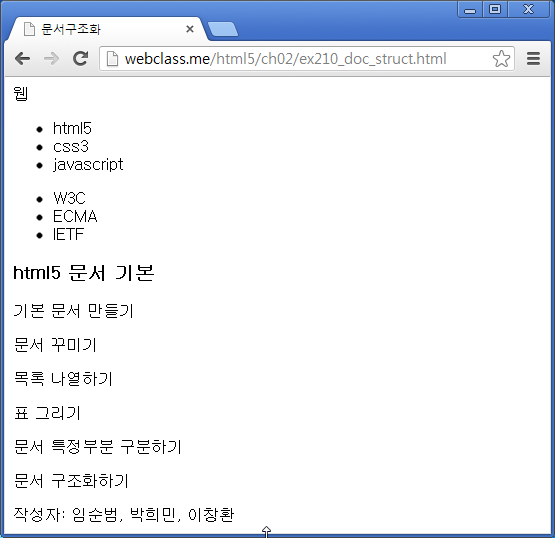 문서구조화
webclass.me/html5/ch02/ex210_doc_struct.html
웹
html5
css3
javascript
W3C
ECMA
IETF
html5 문서 기본
기본 문서 만들기
문서 꾸미기
목록 나열하기
표 그리기
문서 특정부분 구분하기
문서 구조화하기
작성자: 임순범, 박희민, 이창환